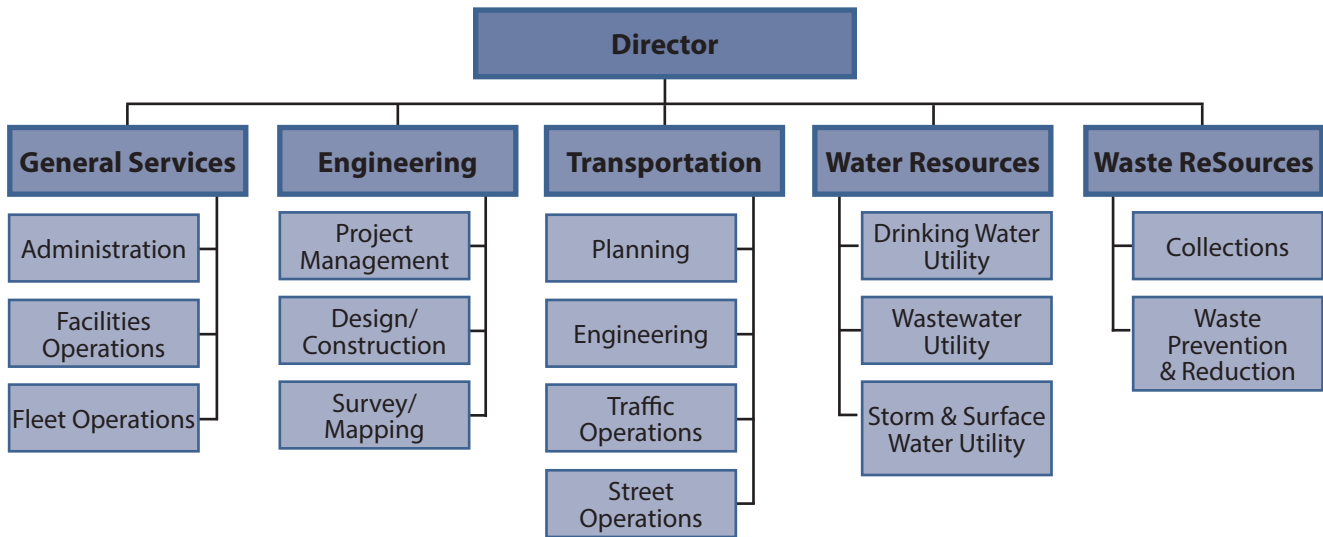 Director
General Services
Engineering
Transportation
Water Resources
Waste ReSources
Administration
Facilities
Operations
Fleet Operations
Project
Management
Design/
Construction
Survey/
Mapping
Planning
Engineering
Traffic
Operations
Street
Operations
Drinking Water
Utility
Wastewater
Utility
Storm & Surface
Water Utility
Collections
Waste
Prevention
& Reduction